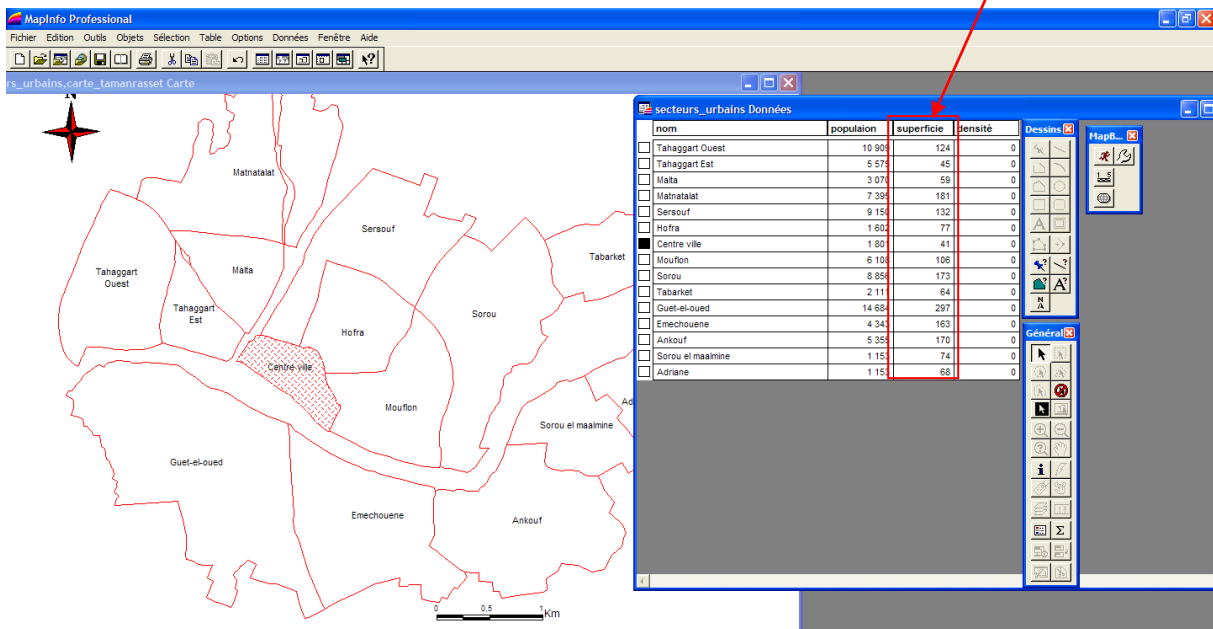 MapInfo Professional
Fichier Edition Outils Objets Sélection Table Options Données Fenêtre Aide
rs_urbains,carte_tamanrasset Carte
N
Matnatalat
Sersouf
Tabarket
Tahaggart
Ouest
Malta
Tahaggart
Est
Sorou
Hofra
Centre ville
Mouflon
Ad
Sorou el maalmine
Guet-el-oued
Emechouene
Ankouf
0 0,5 1 Km
secteurs_urbains Données
nom populaion superficie densité
Tahaggart Ouest 10 909 124 0
Tahaggart Est 5 575 45 0
Malta 3 070 59 0
Matnatalat 7 395 181 0
Sersouf 9 150 132 0
Hofra 1 602 77 0
Centre ville 1 801 41 0
Mouflon 6 108 106 0
Sorou 8 856 173 0
Tabarket 2 111 64 0
Guet-el-oued 14 684 297 0
Emechouene 4 343 163 0
Ankouf 5 355 170 0
Sorou el maalmine 1 153 74 0
Adriane 1 153 68 0
Dessins
MapB...
Général